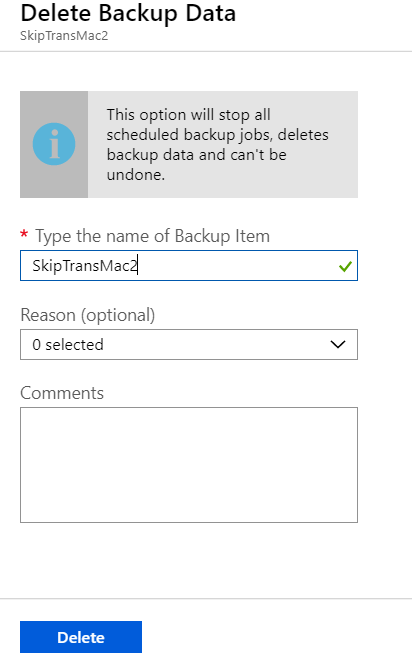 Delete Backup Data
SkipTransMac2
This option will stop all
scheduled backup jobs, deletes
backup data and can't be
undone.
* Type the name of Backup Item
SkipTransMac2
Reason (optional)
0 selected
Comments
Delete